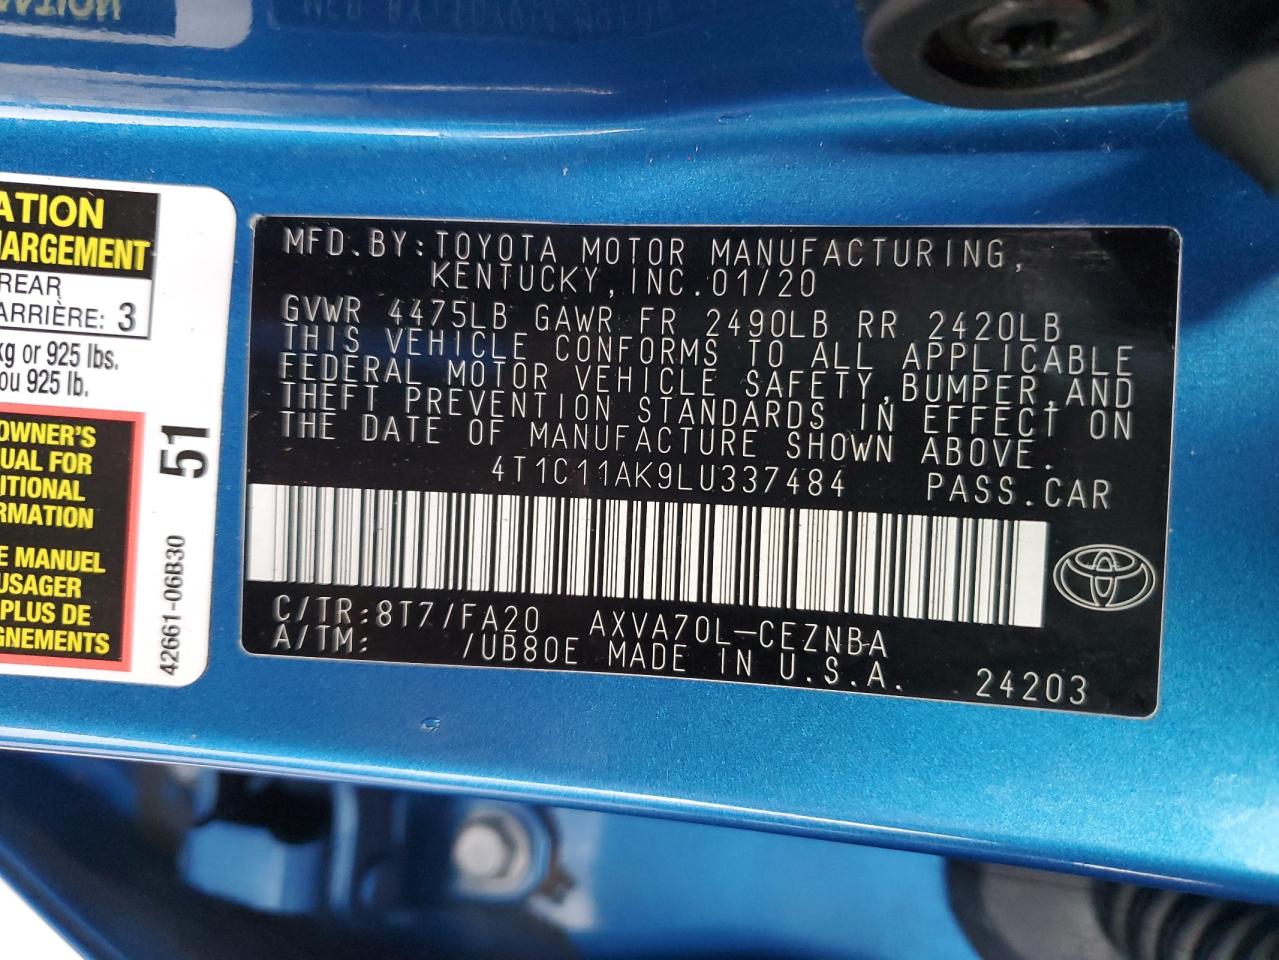 ATION
HARGEMENT
REAR
ARRIÈRE: 3
kg or 925 lbs.
ou 925 lb.
OWNER'S
UAL FOR
ITIONAL
RMATION
E MANUEL
USAGER
PLUS DE
GNEMENTS
51
42661-06B30
MFD.BY:TOYOTA MOTOR MANUFACTURING,
KENTUCKY,INC.01/20
GVWR 4475LB GAWR FR 2490LB RR 2420LB
THIS VEHICLE CONFORMS TO ALL APPLICABLE
FEDERAL MOTOR VEHICLE SAFETY,BUMPER,AND
THEFT PREVENTION STANDARDS IN EFFECT ON
THE DATE OF MANUFACTURE SHOWN ABOVE.
4T1C11AK9LU337484 PASS.CAR
C/TR:8T7/FA20 AXVA70L-CEZNBA
A/TM: /UB80E MADE IN U.S.A.
24203